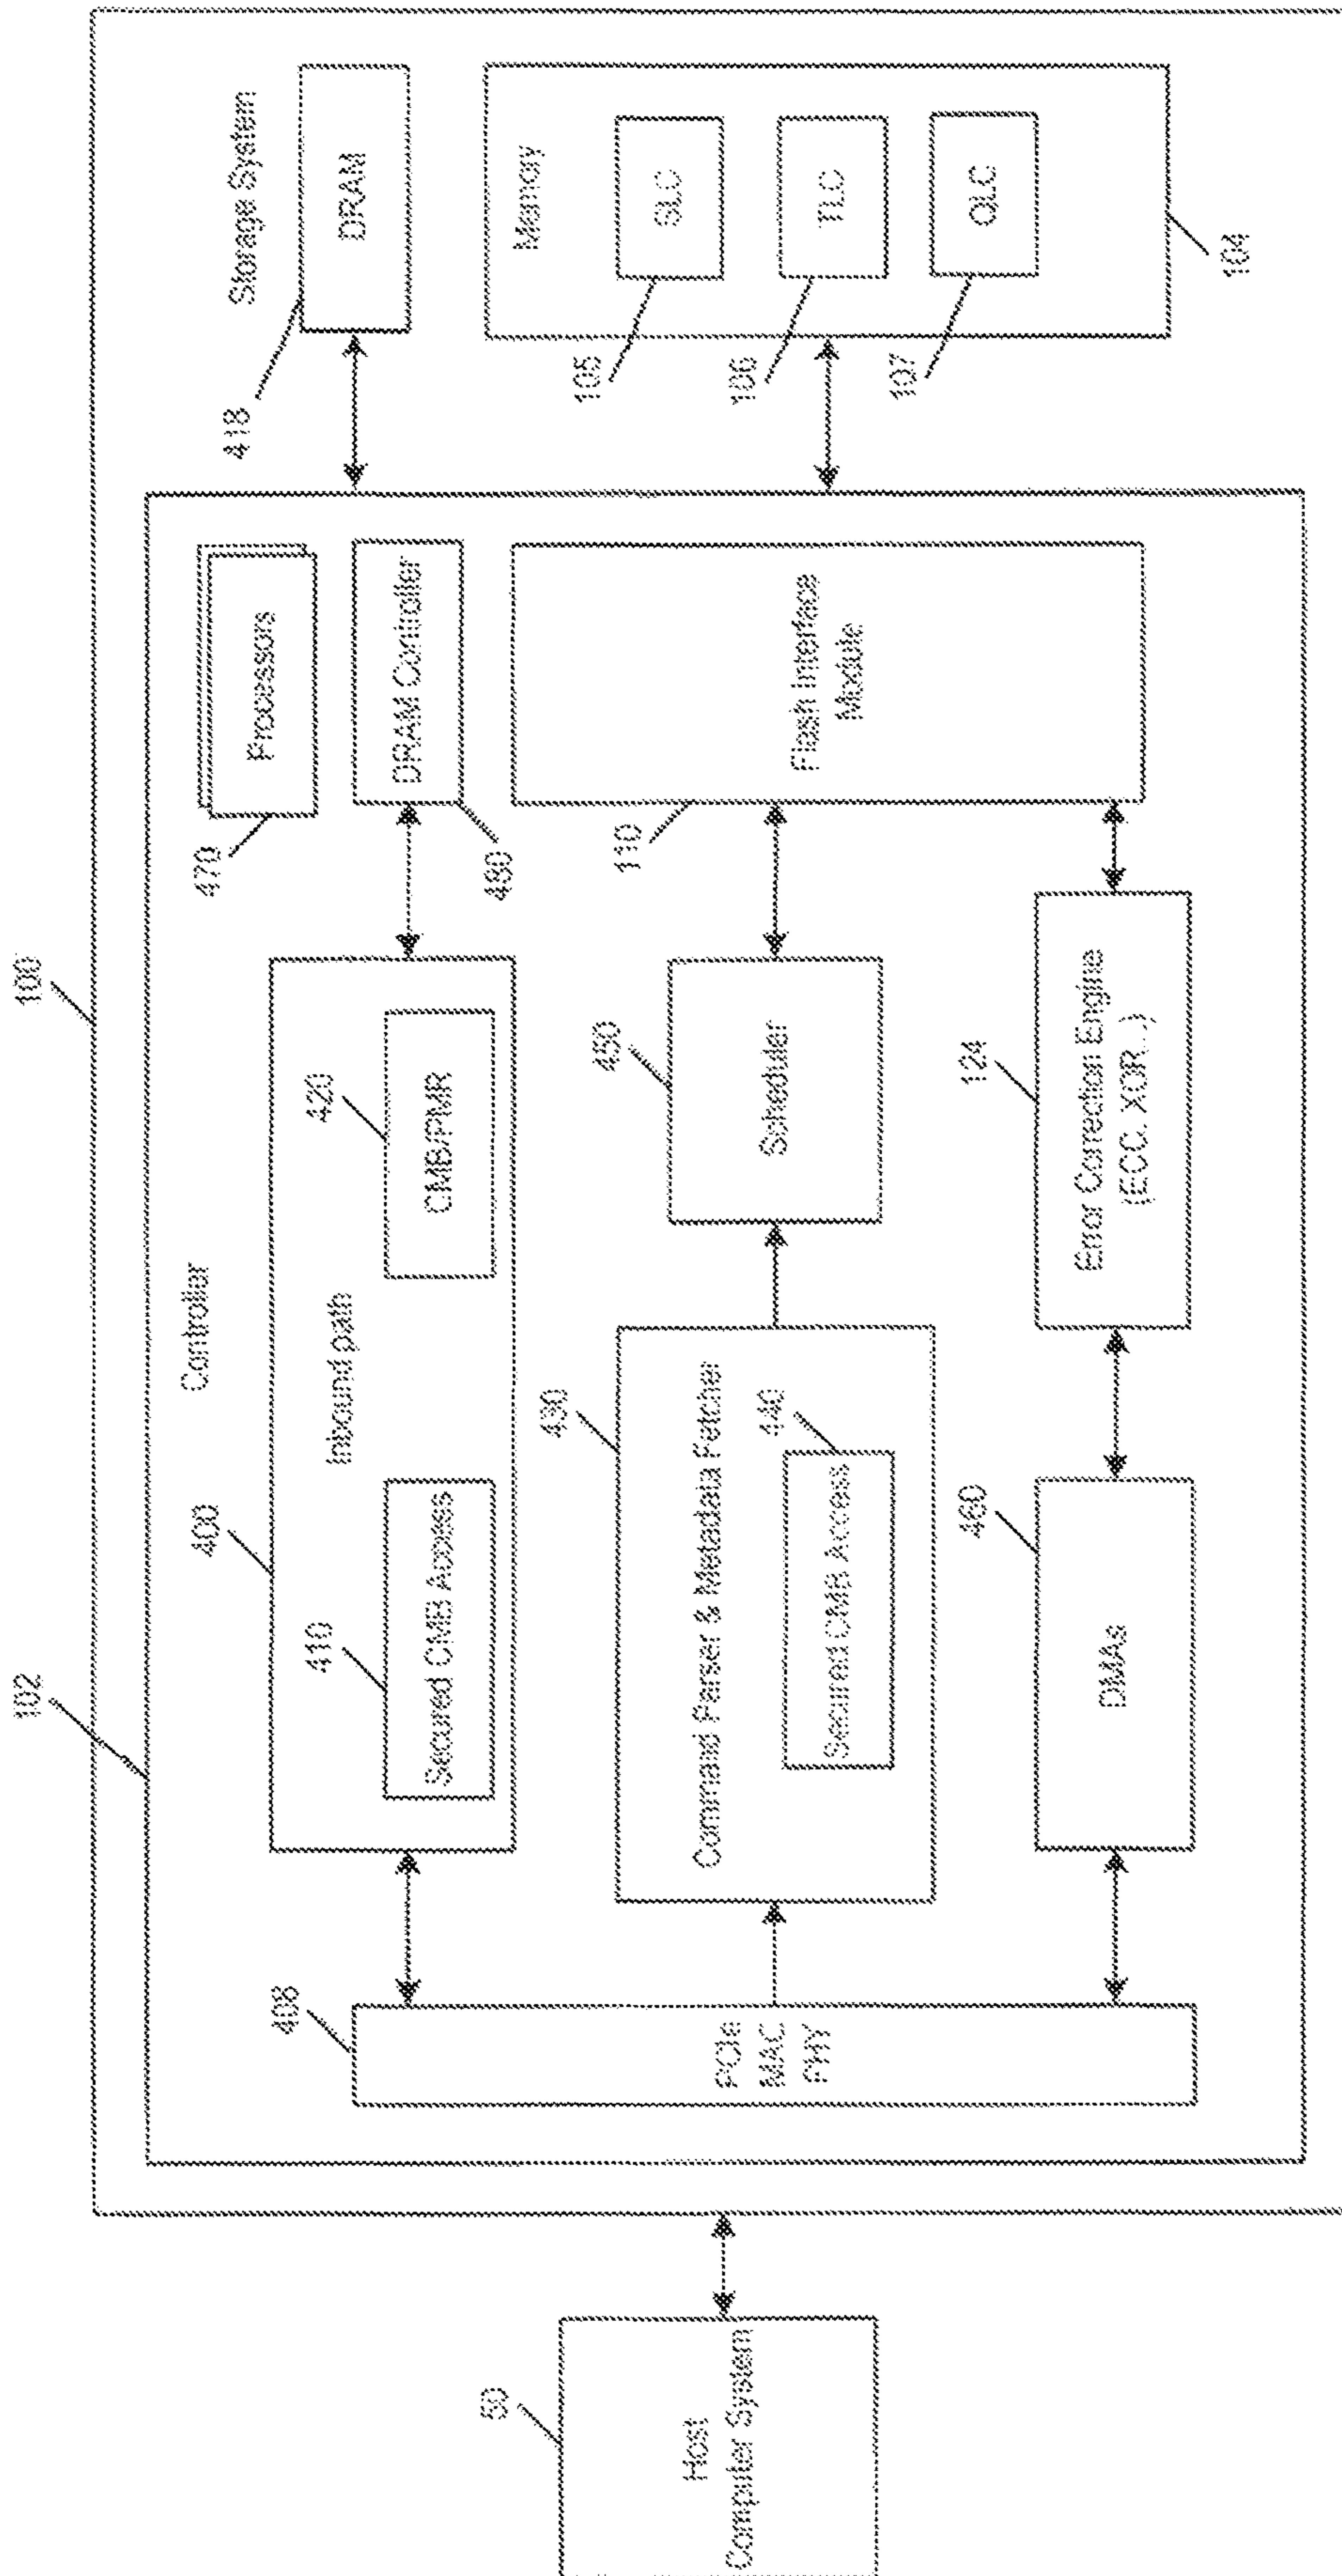 100
102
Storage System
Controller
50
Host
Computer System
408
PCIe
MAC
PHY
400
Inbound path
410
Secured CMB Access
420
CMB/PMR
430
Command Parser & Metadata Fetcher
440
Secured CMB Access
450
Scheduler
460
DMAs
124
Error Correction Engine
(ECC, XOR...)
470
Processors
480
DRAM Controller
110
Flash Interface
Module
418
DRAM
Memory
105
SLC
106
TLC
107
QLC
104